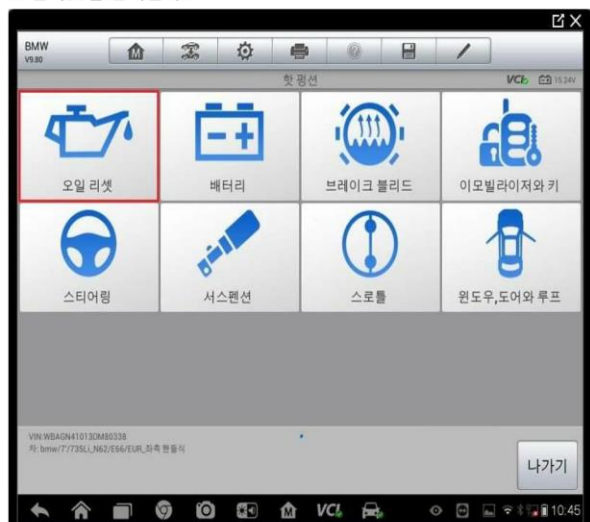 BMW
V9.80
핫 펑션
VCI
15.24V
오일 리셋
배터리
브레이크 블리드
이모빌라이저와 키
스티어링
서스펜션
스로틀
윈도우,도어와 루프
VIN:WBAGN41013DM80338
차: bmw/7'/735Li_N62/E66/EUR_좌측 핸들식
나가기
VCI
10:45